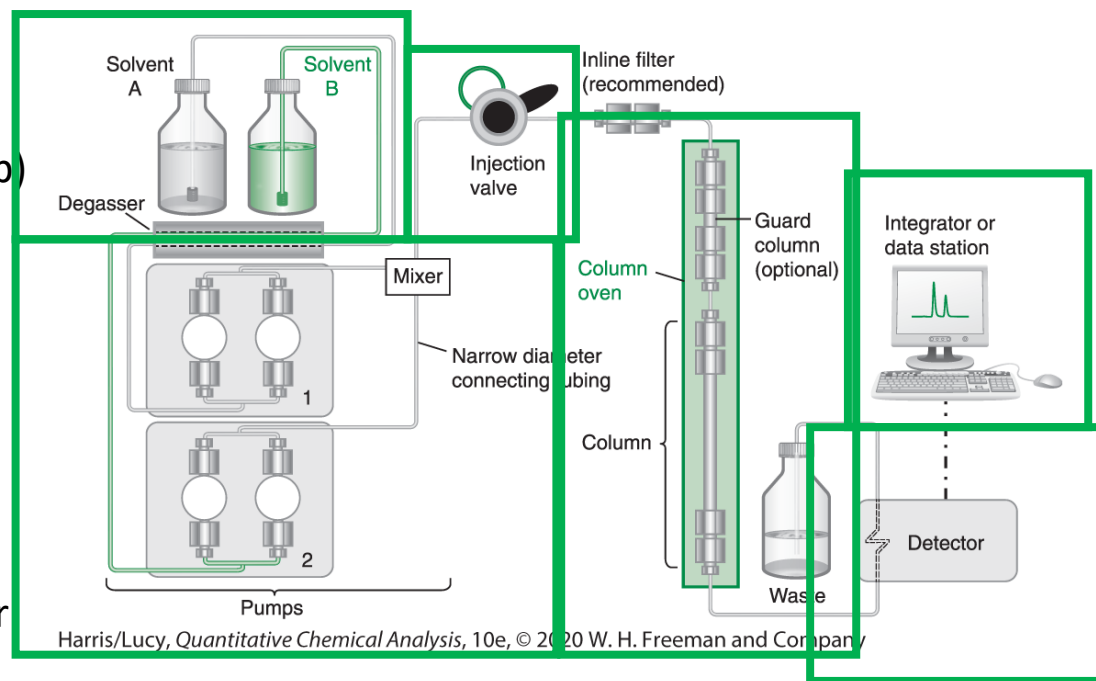 Solvent
A
Solvent
B
Inline filter
(recommended)
Injection
valve
b)
Degasser
Guard
column
(optional)
Integrator or
data station
Column
oven
Mixer
Narrow diameter
connecting tubing
1
Column
2
Detector
Waste
Pumps
r
Harris/Lucy, Quantitative Chemical Analysis, 10e, © 2020 W. H. Freeman and Company